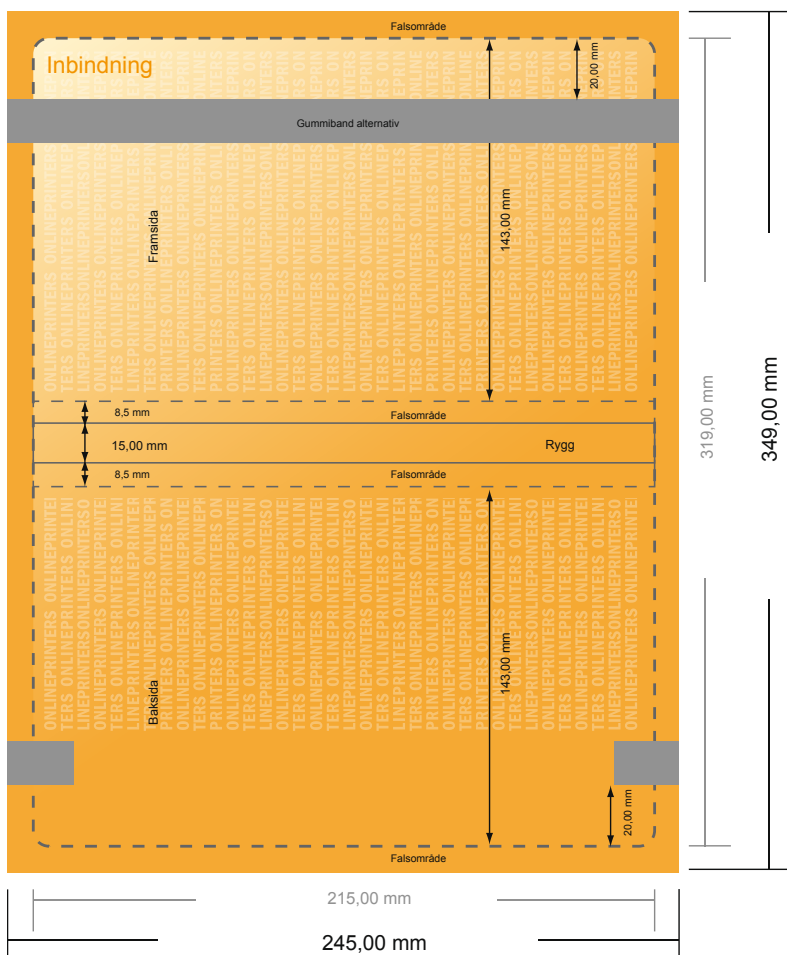 Falsområde
Inbindning
20,00 mm
Gummiband alternativ
Framsida
143,00 mm
8,5 mm
Falsområde
15,00 mm
Rygg
8,5 mm
Falsområde
Baksida
143,00 mm
20,00 mm
Falsområde
319,00 mm
349,00 mm
215,00 mm
245,00 mm
ONLINEPRINTERS ONLINEPRINTERS